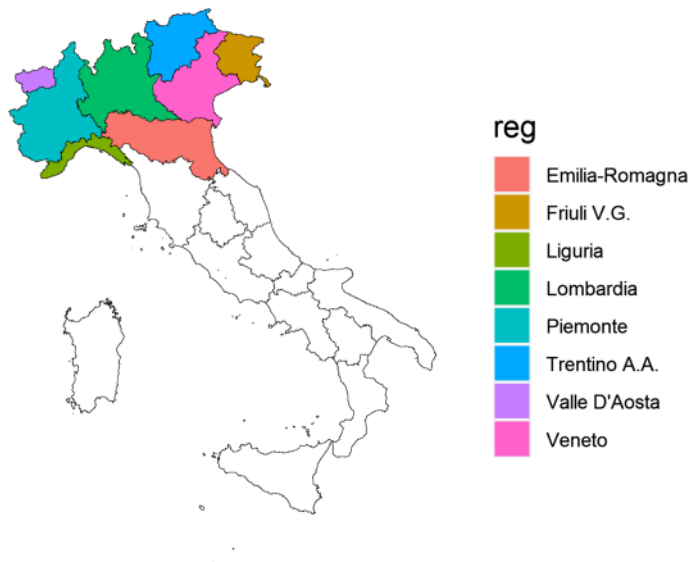 reg
Emilia-Romagna
Friuli V.G.
Liguria
Lombardia
Piemonte
Trentino A.A.
Valle D'Aosta
Veneto